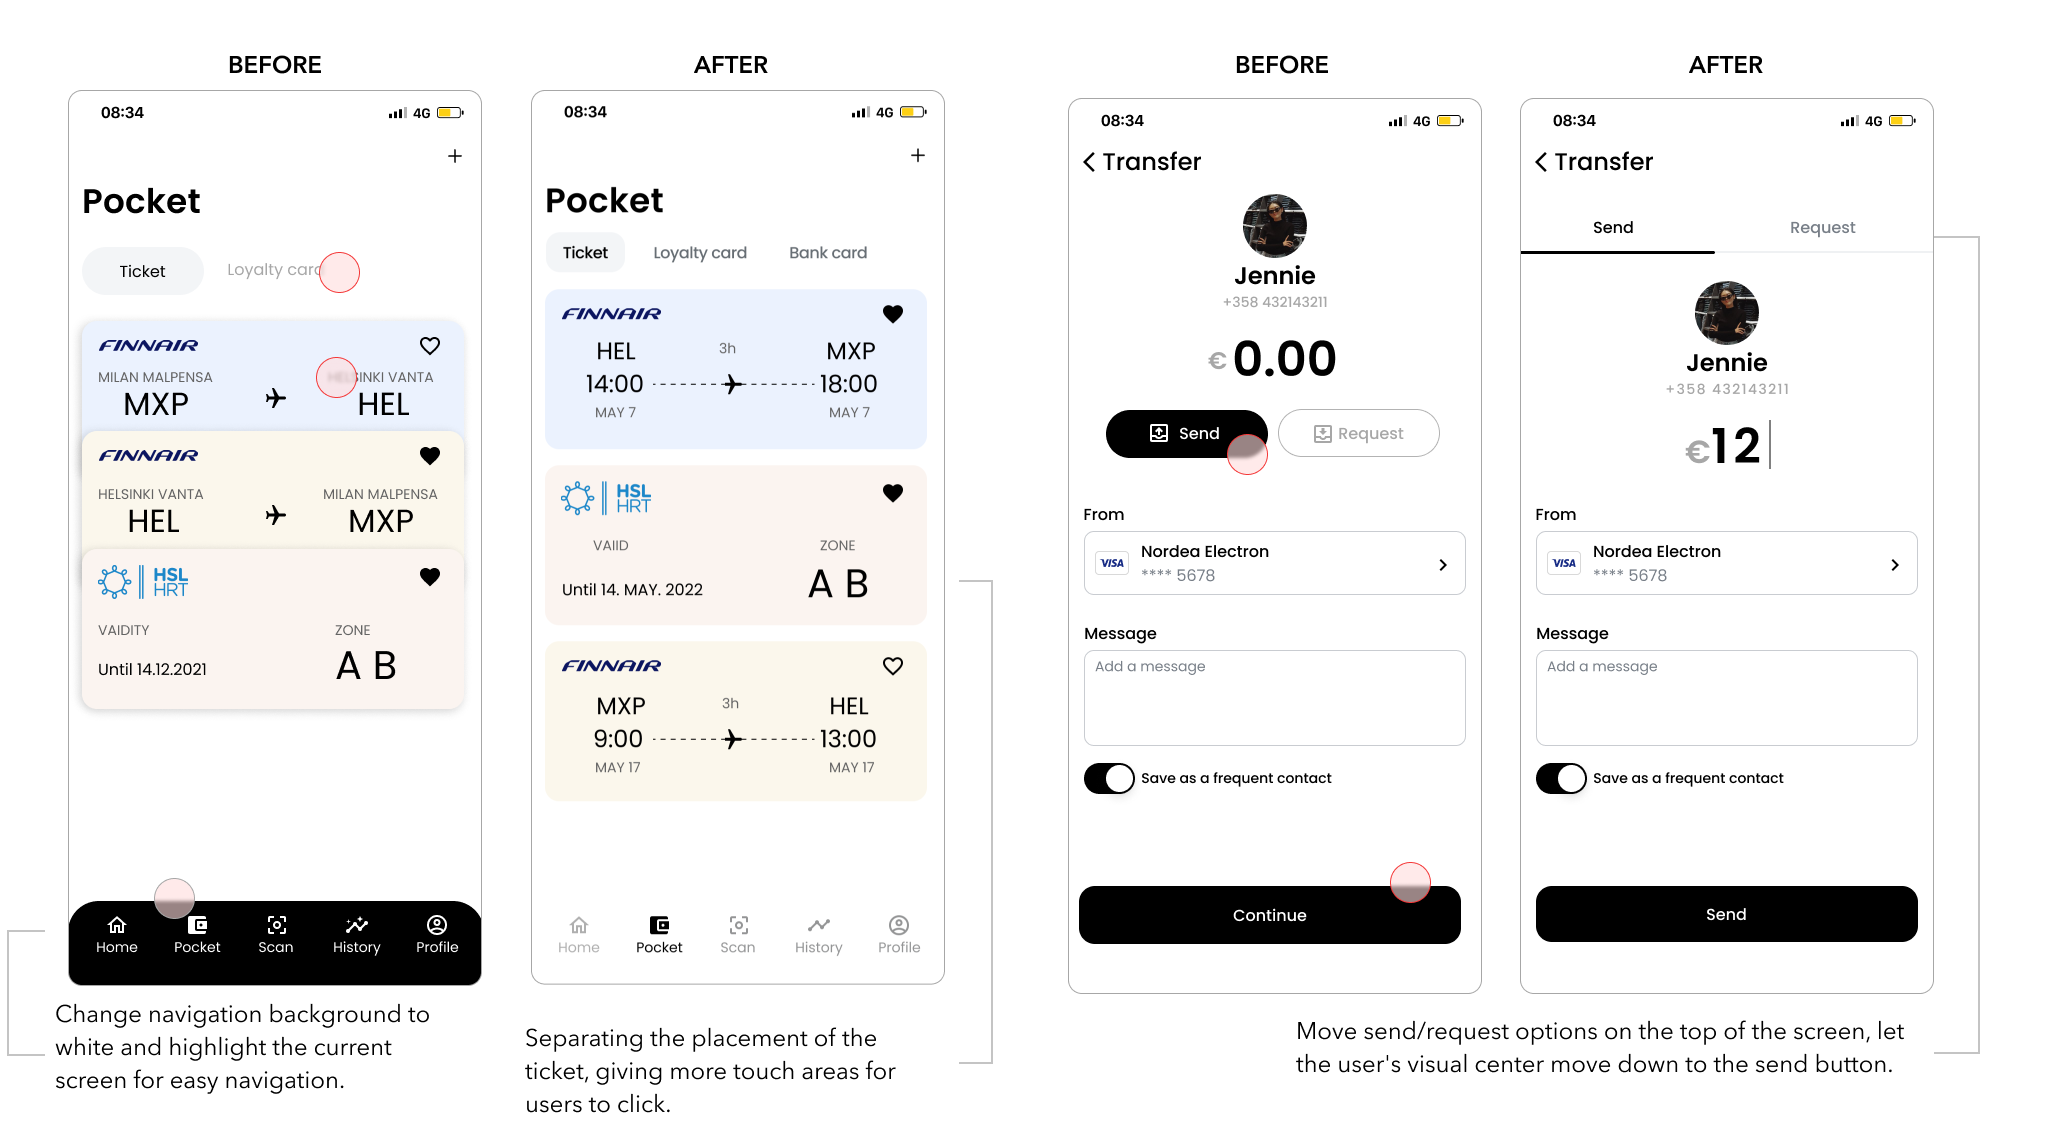 BEFORE
08:34
4G
+
Pocket
Ticket
Loyalty card
FINNAIR
MILAN MALPENSA
HELSINKI VANTA
MXP
HEL
FINNAIR
HELSINKI VANTA
MILAN MALPENSA
HEL
MXP
HSL
HRT
VAIDITY
ZONE
Until 14.12.2021
A B
Home
Pocket
Scan
History
Profile
Change navigation background to
white and highlight the current
screen for easy navigation.
AFTER
08:34
4G
+
Pocket
Ticket
Loyalty card
Bank card
FINNAIR
HEL
3h
MXP
14:00
18:00
MAY 7
MAY 7
HSL
HRT
VAIID
ZONE
Until 14. MAY. 2022
A B
FINNAIR
MXP
3h
HEL
9:00
13:00
MAY 17
MAY 17
Home
Pocket
Scan
History
Profile
Separating the placement of the
ticket, giving more touch areas for
users to click.
BEFORE
08:34
4G
Transfer
Jennie
+358 432143211
€ 0.00
Send
Request
From
VISA
Nordea Electron
**** 5678
Message
Add a message
Save as a frequent contact
Continue
AFTER
08:34
4G
Transfer
Send
Request
Jennie
+358 432143211
€12
From
VISA
Nordea Electron
**** 5678
Message
Add a message
Save as a frequent contact
Send
Move send/request options on the top of the screen, let
the user's visual center move down to the send button.